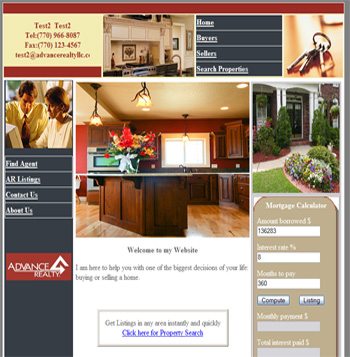 Test2 Test2
Tel:(770) 966-8087
Fax:(770) 123-4567
test2@advancerealtyllc.c
Home
Buyers
Sellers
Search Properties
Find Agent
AR Listings
Contact Us
About Us
ADVANCE
REALTY
Welcome to my Website
I am here to help you with one of the biggest decisions of your life:
buying or selling a home.
Get Listings in any area instantly and quickly
Click here for Property Search
Mortgage Calculator
Amount borrowed $
136283
Interest rate %
8
Months to pay
360
Compute
Listing
Monthly payment $
Total interest paid $